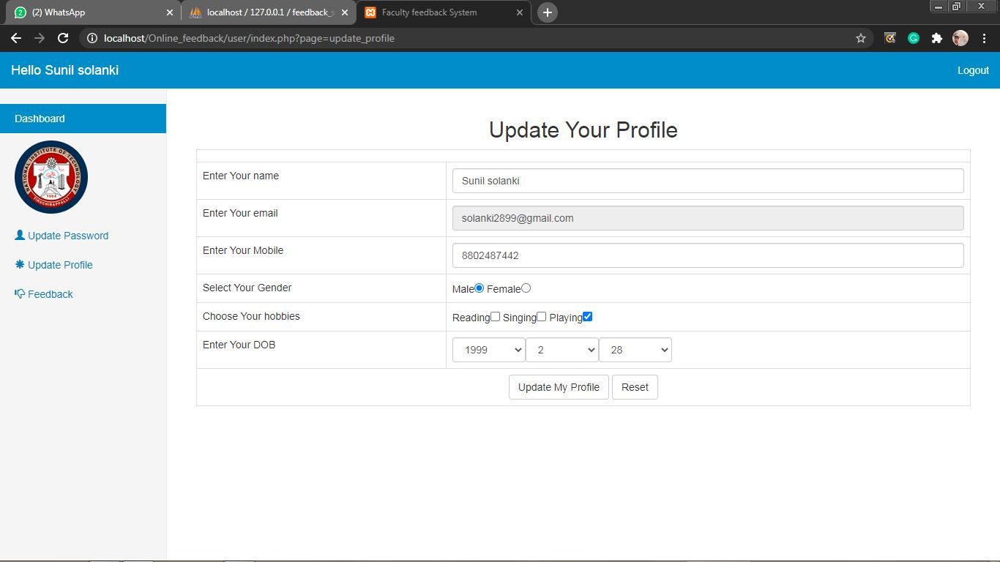 (2) WhatsApp
localhost / 127.0.0.1 / feedback_s
Faculty feedback System
localhost/Online_feedback/user/index.php?page=update_profile
Hello Sunil solanki
Logout
Dashboard
NATIONAL INSTITUTE OF TECHNOLOGY
1964
TIRUCHIRAPPALLI
Update Password
Update Profile
Feedback
Update Your Profile
Enter Your name
Sunil solanki
Enter Your email
solanki2899@gmail.com
Enter Your Mobile
8802487442
Select Your Gender
Male Female
Choose Your hobbies
Reading Singing Playing
Enter Your DOB
1999 2 28
Update My Profile Reset